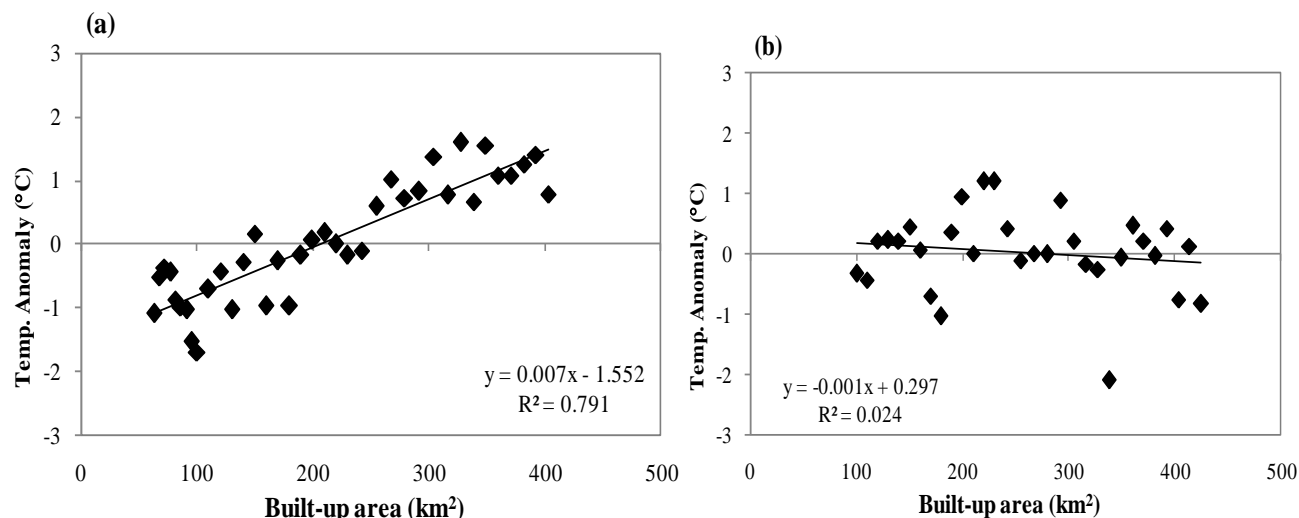 (a)
3
2
1
0
-1
-2
-3
Temp. Anomaly (°C)
y = 0.007x - 1.552
R² = 0.791
0 100 200 300 400 500
Built-up area (km²)
(b)
3
2
1
0
-1
-2
-3
Temp. Anomaly (°C)
y = -0.001x + 0.297
R² = 0.024
0 100 200 300 400 500
Built-up area (km²)